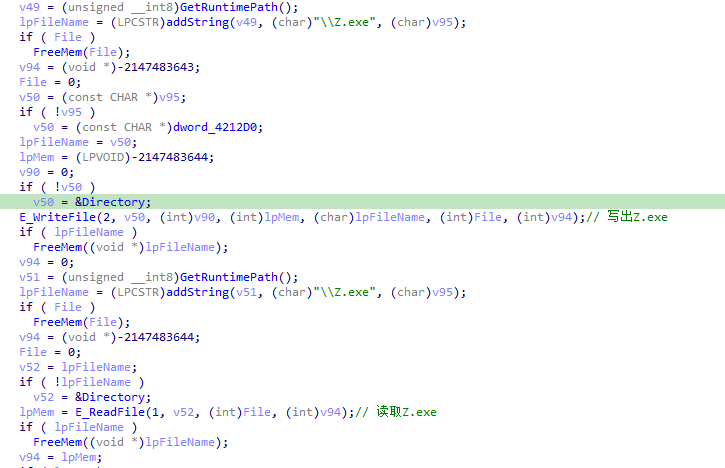 v49 = (unsigned __int8)GetRuntimePath();
lpFileName = (LPCSTR)addString(v49, (char)"\\Z.exe", (char)v95);
if ( File )
FreeMem(File);
v94 = (void *)-2147483643;
File = 0;
v50 = (const CHAR *)v95;
if ( !v95 )
v50 = (const CHAR *)dword_4212D0;
lpFileName = v50;
lpMem = (LPVOID)-2147483644;
v90 = 0;
if ( !v50 )
v50 = &Directory;
E_WriteFile(2, v50, (int)v90, (int)lpMem, (char)lpFileName, (int)File, (int)v94);// 写出Z.exe
if ( lpFileName )
FreeMem((void *)lpFileName);
v94 = 0;
v51 = (unsigned __int8)GetRuntimePath();
lpFileName = (LPCSTR)addString(v51, (char)"\\Z.exe", (char)v95);
if ( File )
FreeMem(File);
v94 = (void *)-2147483644;
File = 0;
v52 = lpFileName;
if ( !lpFileName )
v52 = &Directory;
lpMem = E_ReadFile(1, v52, (int)File, (int)v94);// 读取Z.exe
if ( lpFileName )
FreeMem((void *)lpFileName);
v94 = lpMem;